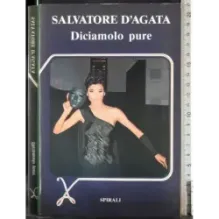 SALVATORE D'AGATA
Diciamolo pure
SPIRALI